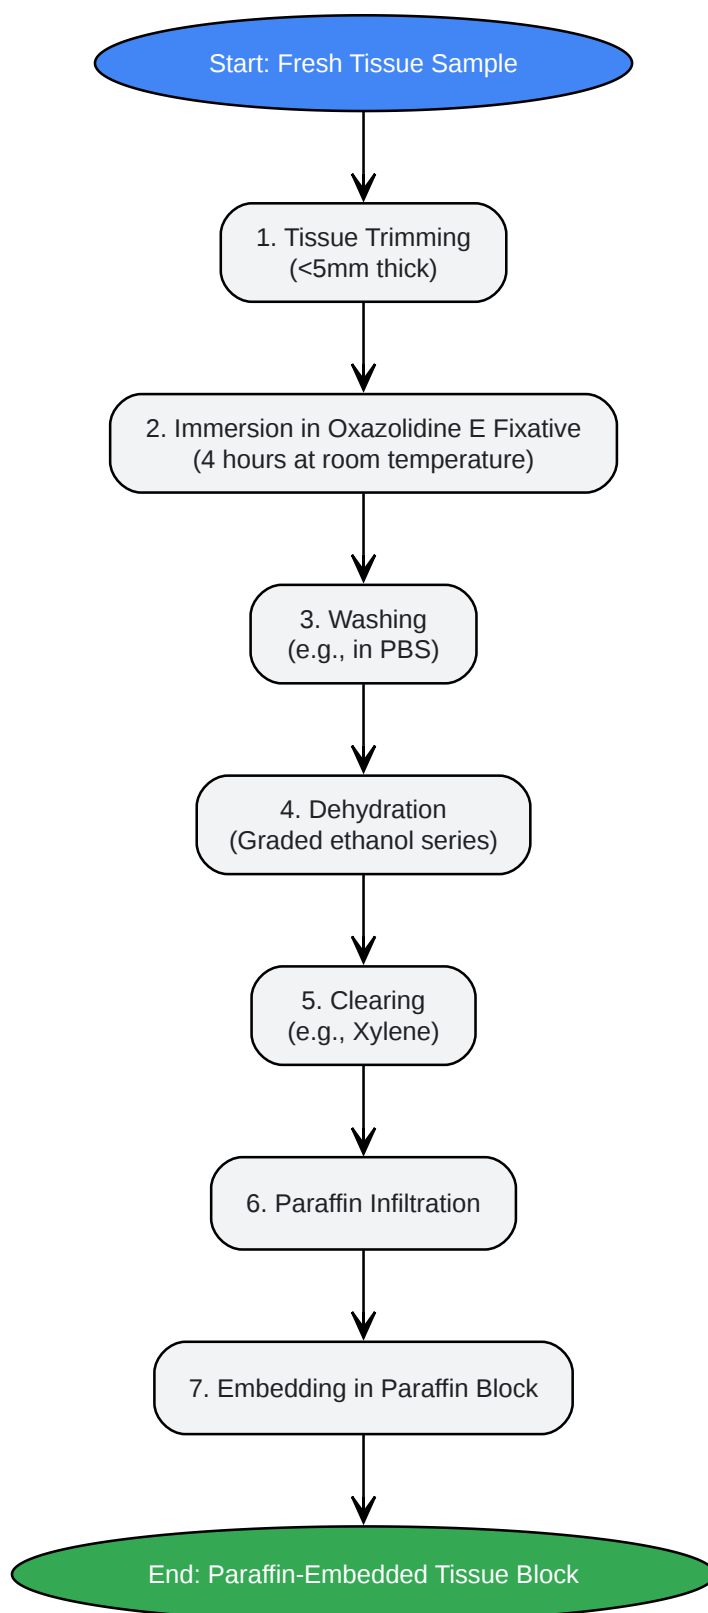 Start: Fresh Tissue Sample
1. Tissue Trimming
(<5mm thick)
2. Immersion in Oxazolidine E Fixative
(4 hours at room temperature)
3. Washing
(e.g., in PBS)
4. Dehydration
(Graded ethanol series)
5. Clearing
(e.g., Xylene)
6. Paraffin Infiltration
7. Embedding in Paraffin Block
End: Paraffin-Embedded Tissue Block